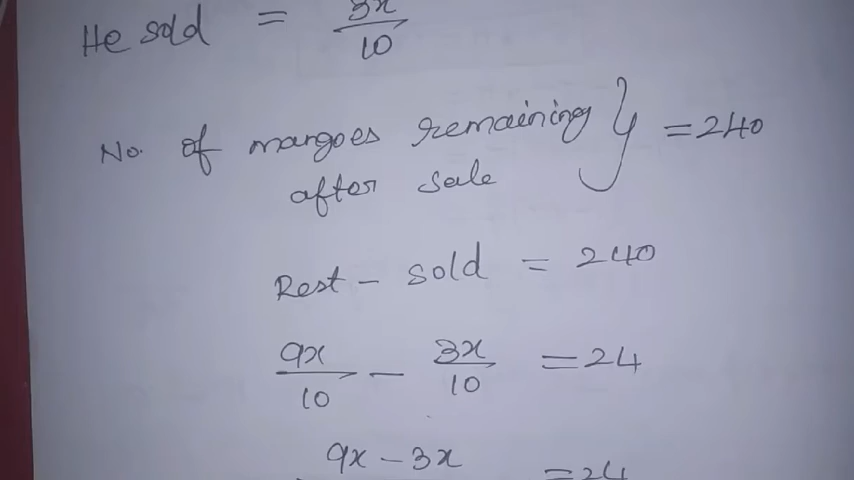 He sold = 3x/10
No. of mangoes remaining } = 240
after sale
Rest - sold = 240
9x/10 - 3x/10 = 24
9x - 3x = 24